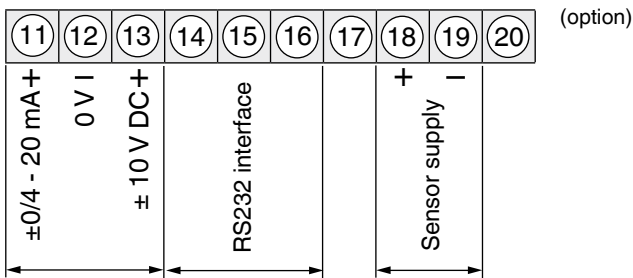 11 12 13 14 15 16 17 18 19 20 (option)
±0/4 - 20 mA+
0 V –
± 10 V DC+
RS232 interface
+ –
Sensor supply